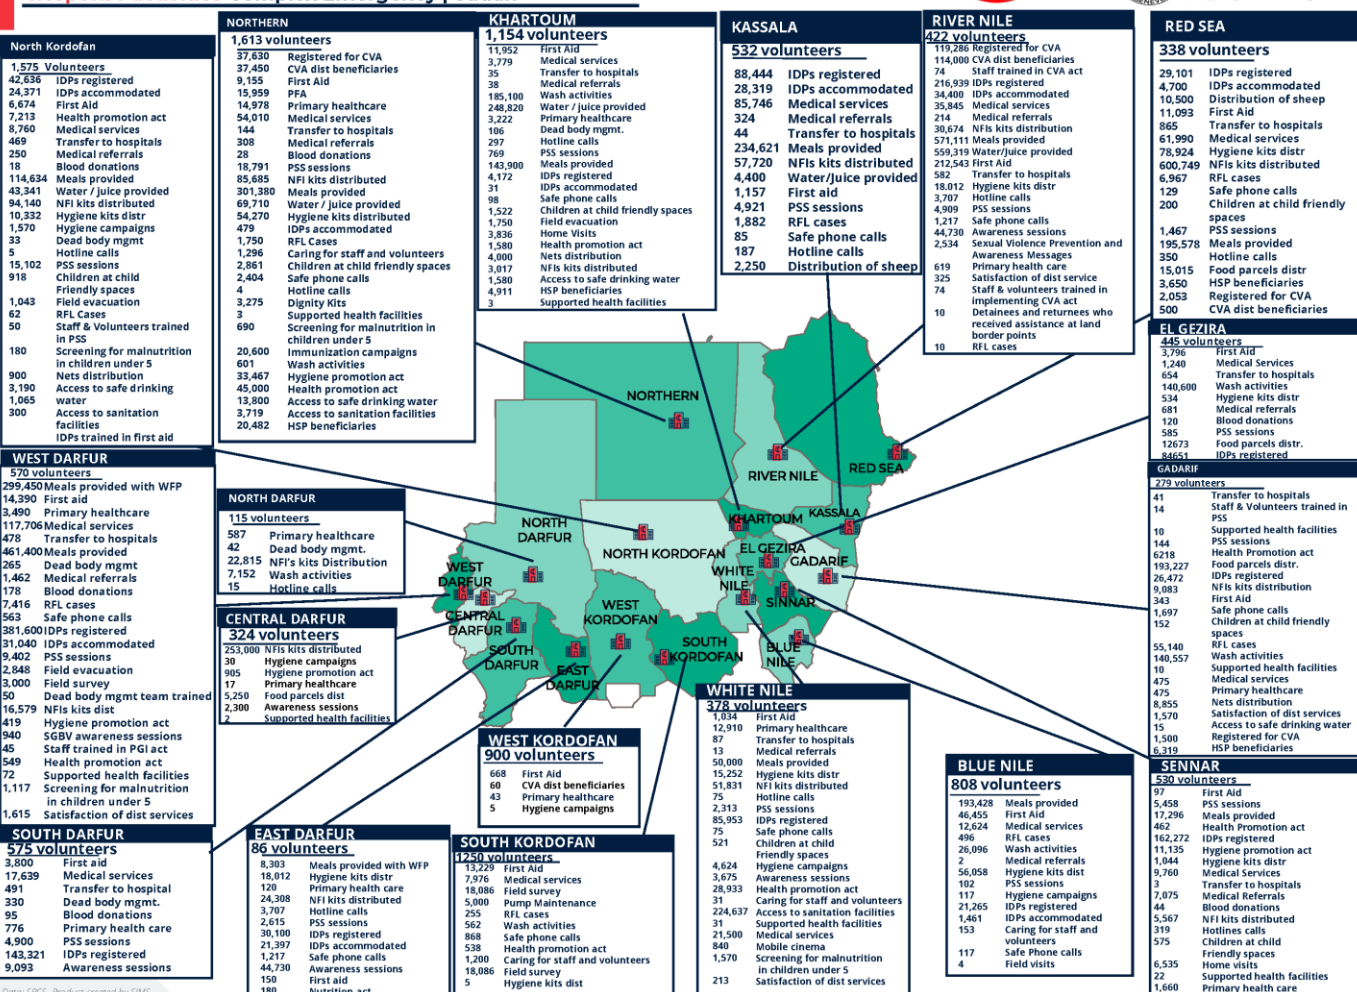 North Kordofan
1,575 Volunteers
42,636 IDPs registered
24,371 IDPs accommodated
6,674 First Aid
7,213 Health promotion act
8,760 Medical services
469 Transfer to hospitals
250 Medical referrals
18 Blood donations
114,634 Meals provided
43,341 Water / juice provided
94,140 NFI kits distributed
10,332 Hygiene kits distr
1,570 Hygiene campaigns
33 Dead body mgmt
5 Hotline calls
15,102 PSS sessions
918 Children at child
Friendly spaces
1,043 Field evacuation
62 RFL Cases
50 Staff & Volunteers trained
in PSS
180 Screening for malnutrition
in children under 5
900 Nets distribution
3,190 Access to safe drinking
1,065 water
300 Access to sanitation
facilities
IDPs trained in first aid
NORTHERN
1,613 volunteers
37,630 Registered for CVA
37,450 CVA dist beneficiaries
9,155 First Aid
15,959 PFA
14,978 Primary healthcare
54,010 Medical services
144 Transfer to hospitals
308 Medical referrals
28 Blood donations
18,791 PSS sessions
85,685 NFI kits distributed
301,380 Meals provided
69,710 Water / juice provided
54,270 Hygiene kits distributed
479 IDPs accommodated
1,750 RFL Cases
1,296 Caring for staff and volunteers
2,861 Children at child friendly spaces
2,404 Safe phone calls
4 Hotline calls
3,275 Dignity Kits
3 Supported health facilities
690 Screening for malnutrition in
children under 5
20,600 Immunization campaigns
601 Wash activities
33,467 Hygiene promotion act
45,000 Health promotion act
13,800 Access to safe drinking water
3,719 Access to sanitation facilities
20,482 HSP beneficiaries
KHARTOUM
1,154 volunteers
11,952 First Aid
3,779 Medical services
35 Transfer to hospitals
38 Medical referrals
185,100 Wash activities
248,820 Water / juice provided
3,222 Primary healthcare
106 Dead body mgmt.
297 Hotline calls
769 PSS sessions
143,900 Meals provided
4,172 IDPs registered
31 IDPs accommodated
98 Safe phone calls
1,522 Children at child friendly spaces
1,750 Field evacuation
3,836 Home Visits
1,580 Health promotion act
4,000 Nets distribution
3,017 NFIs kits distributed
1,580 Access to safe drinking water
4,911 HSP beneficiaries
3 Supported health facilities
KASSALA
532 volunteers
88,444 IDPs registered
28,319 IDPs accommodated
85,746 Medical services
324 Medical referrals
44 Transfer to hospitals
234,621 Meals provided
57,720 NFIs kits distributed
4,400 Water/Juice provided
1,157 First aid
4,921 PSS sessions
1,882 RFL cases
85 Safe phone calls
187 Hotline calls
2,250 Distribution of sheep
RIVER NILE
422 volunteers
119,286 Registered for CVA
114,000 CVA dist beneficiaries
74 Staff trained in CVA act
216,939 IDPs registered
34,400 IDPs accommodated
35,845 Medical services
214 Medical referrals
30,674 NFIs kits distribution
571,111 Meals provided
559,319 Water/Juice provided
212,543 First Aid
582 Transfer to hospitals
18,012 Hygiene kits distr
3,707 Hotline calls
4,909 PSS sessions
1,217 Safe phone calls
44,730 Awareness sessions
2,534 Sexual Violence Prevention and
Awareness Messages
619 Primary health care
325 Satisfaction of dist service
74 Staff & volunteers trained in
implementing CVA act
10 Detainees and returnees who
received assistance at land
border points
10 RFL cases
RED SEA
338 volunteers
29,101 IDPs registered
4,700 IDPs accommodated
10,500 Distribution of sheep
11,093 First Aid
865 Transfer to hospitals
61,990 Medical services
78,924 Hygiene kits distr
600,749 NFIs kits distributed
6,967 RFL cases
129 Safe phone calls
200 Children at child friendly
spaces
1,467 PSS sessions
195,578 Meals provided
350 Hotline calls
15,015 Food parcels distr
3,650 HSP beneficiaries
2,053 Registered for CVA
500 CVA dist beneficiaries
EL GEZIRA
445 volunteers
3,796 First Aid
1,240 Medical Services
654 Transfer to hospitals
140,600 Wash activities
534 Hygiene kits distr
681 Medical referrals
120 Blood donations
585 PSS sessions
12673 Food parcels distr.
84651 IDPs registered
GADARIF
279 volunteers
41 Transfer to hospitals
14 Staff & Volunteers trained in
PSS
10 Supported health facilities
144 PSS sessions
6218 Health Promotion act
193,227 Food parcels distr.
26,472 IDPs registered
9,083 NFIs kits distribution
343 First Aid
1,697 Safe phone calls
152 Children at child friendly
spaces
55,140 RFL cases
140,557 Wash activities
10 Supported health facilities
475 Medical services
475 Primary healthcare
8,855 Nets distribution
1,570 Satisfaction of dist services
15 Access to safe drinking water
1,500 Registered for CVA
6,319 HSP beneficiaries
WEST DARFUR
570 volunteers
299,450 Meals provided with WFP
14,390 First aid
3,490 Primary healthcare
117,706 Medical services
478 Transfer to hospitals
461,400 Meals provided
265 Dead body mgmt
1,462 Medical referrals
178 Blood donations
7,416 RFL cases
563 Safe phone calls
381,600 IDPs registered
31,040 IDPs accommodated
9,402 PSS sessions
2,848 Field evacuation
3,000 Field survey
50 Dead body mgmt team trained
16,579 NFIs kits dist
419 Hygiene promotion act
940 SGBV awareness sessions
45 Staff trained in PGI act
549 Health promotion act
72 Supported health facilities
1,117 Screening for malnutrition
in children under 5
1,615 Satisfaction of dist services
NORTH DARFUR
115 volunteers
587 Primary healthcare
42 Dead body mgmt.
22,815 NFI's kits Distribution
7,152 Wash activities
15 Hotline calls
CENTRAL DARFUR
324 volunteers
253,000 NFIs kits distributed
30 Hygiene campaigns
905 Hygiene promotion act
17 Primary healthcare
5,250 Food parcels dist
2,300 Awareness sessions
2 Supported health facilities
NORTHERN
RIVER NILE
RED SEA
NORTH
DARFUR
KHARTOUM
KASSALA
NORTH KORDOFAN
EL GEZIRA
GADARIF
WEST
DARFUR
WHITE
NILE
SINNAR
CENTRAL
DARFUR
WEST
KORDOFAN
SOUTH
DARFUR
SOUTH
KORDOFAN
BLUE
NILE
EAST
DARFUR
SOUTH DARFUR
575 volunteers
3,800 First aid
17,639 Medical services
491 Transfer to hospital
330 Dead body mgmt.
95 Blood donations
776 Primary health care
4,900 PSS sessions
143,321 IDPs registered
9,093 Awareness sessions
EAST DARFUR
86 volunteers
8,303 Meals provided with WFP
18,012 Hygiene kits distr
120 Primary health care
24,308 NFI kits distributed
3,707 Hotline calls
2,615 PSS sessions
30,100 IDPs registered
21,397 IDPs accommodated
1,217 Safe phone calls
44,730 Awareness sessions
150 First aid
180 Nutrition act
WEST KORDOFAN
900 volunteers
668 First Aid
60 CVA dist beneficiaries
43 Primary healthcare
5 Hygiene campaigns
SOUTH KORDOFAN
1250 volunteers
13,229 First Aid
7,976 Medical services
18,086 Field survey
5,000 Pump Maintenance
255 RFL cases
562 Wash activities
868 Safe phone calls
538 Health promotion act
1,200 Caring for staff and volunteers
18,086 Field survey
5 Hygiene kits dist
WHITE NILE
378 volunteers
1,034 First Aid
12,910 Primary healthcare
87 Transfer to hospitals
13 Medical referrals
50,000 Meals provided
15,252 Hygiene kits distr
51,831 NFI kits distributed
75 Hotline calls
2,313 PSS sessions
85,953 IDPs registered
75 Safe phone calls
521 Children at child
Friendly spaces
4,624 Hygiene campaigns
3,675 Awareness sessions
28,933 Health promotion act
31 Caring for staff and volunteers
224,637 Access to sanitation facilities
31 Supported health facilities
21,500 Medical services
840 Mobile cinema
1,570 Screening for malnutrition
in children under 5
213 Satisfaction of dist services
BLUE NILE
808 volunteers
193,428 Meals provided
46,455 First Aid
12,624 Medical services
496 RFL cases
26,096 Wash activities
2 Medical referrals
56,058 Hygiene kits distr
102 PSS sessions
117 Hygiene campaigns
21,265 IDPs registered
1,461 IDPs accommodated
153 Caring for staff and
volunteers
117 Safe Phone calls
4 Field visits
SENNAR
530 volunteers
97 First Aid
5,458 PSS sessions
17,296 Meals provided
462 Health Promotion act
162,272 IDPs registered
11,135 Hygiene promotion act
1,044 Hygiene kits distr
9,760 Medical Services
3 Transfer to hospitals
7,075 Medical Referrals
44 Blood donations
5,567 NFI kits distributed
319 Hotlines calls
575 Children at child
Friendly spaces
6,535 Home visits
22 Supported health facilities
1,660 Primary health care